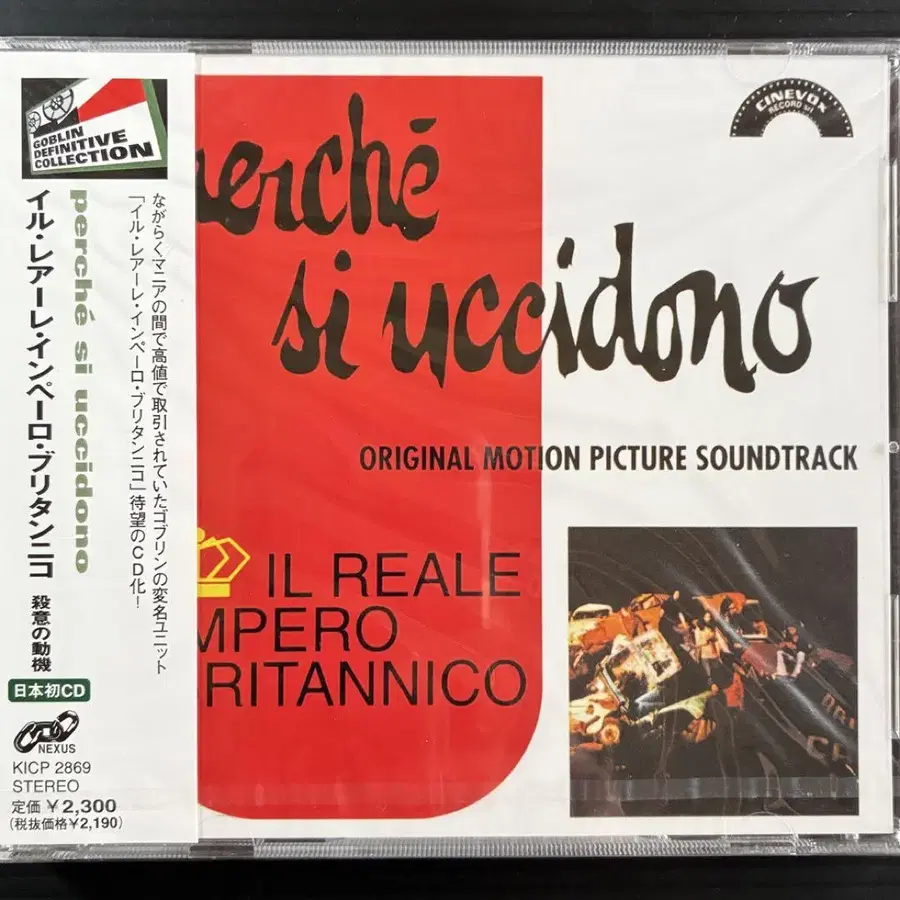 GOBLIN
DEFINITIVE
COLLECTION
ながらくマニアの間で高値で取引されていたゴブリンの変名ユニット
「イル・レアーレ・インペーロ・ブリタンニコ」待望のCD化!
perché si uccidono
イル・レアーレ・インペーロ・ブリタンニコ 殺意の動機
日本初CD
NEXUS
KICP 2869
STEREO
定価 ¥2,300
(税抜価格¥2,190)
CINEVOX
RECORD srl
perché
si uccidono
ORIGINAL MOTION PICTURE SOUNDTRACK
IL REALE
MPERO
RITANNICO